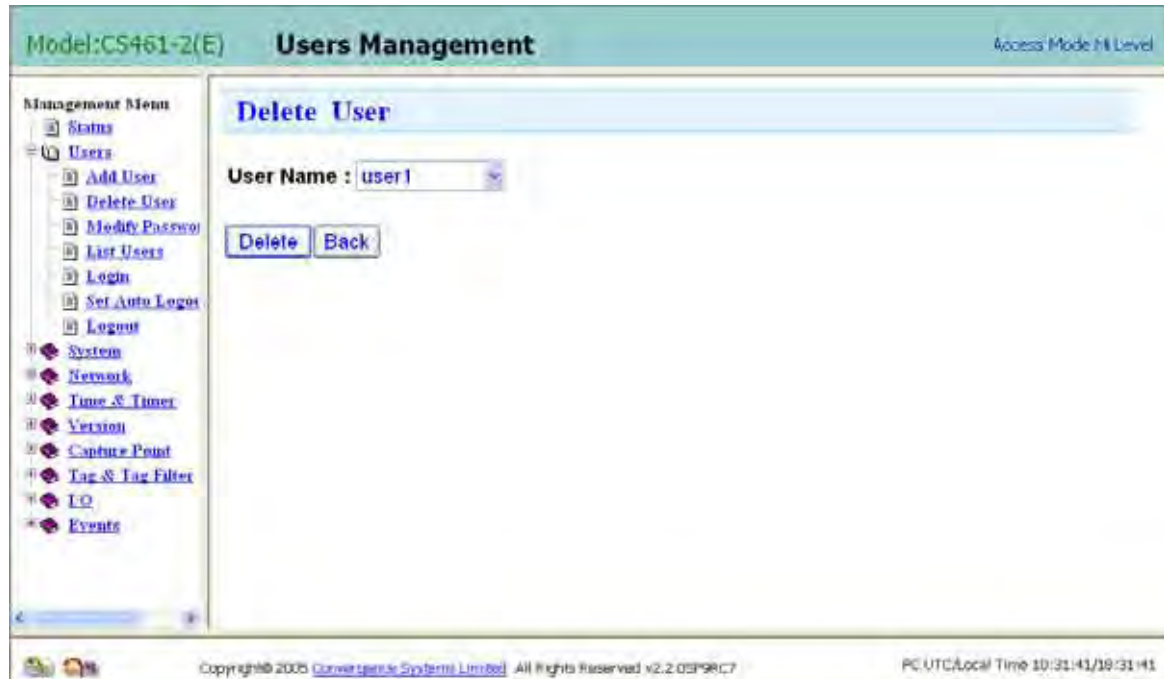 Model:CS461-2(E)
Users Management
Access Mode Hi Level
Management Menu
Status
Users
Add User
Delete User
Modify Passwor
List Users
Login
Set Auto Logou
Logout
System
Network
Time & Timer
Version
Capture Point
Tag & Tag Filter
I/O
Events
Delete User
User Name : user1
Delete Back
Copyright© 2005 Convergence Systems Limited All Rights Reserved v2.2.0SP9RC7
PC UTC/Local Time 10:31:41/18:31:41